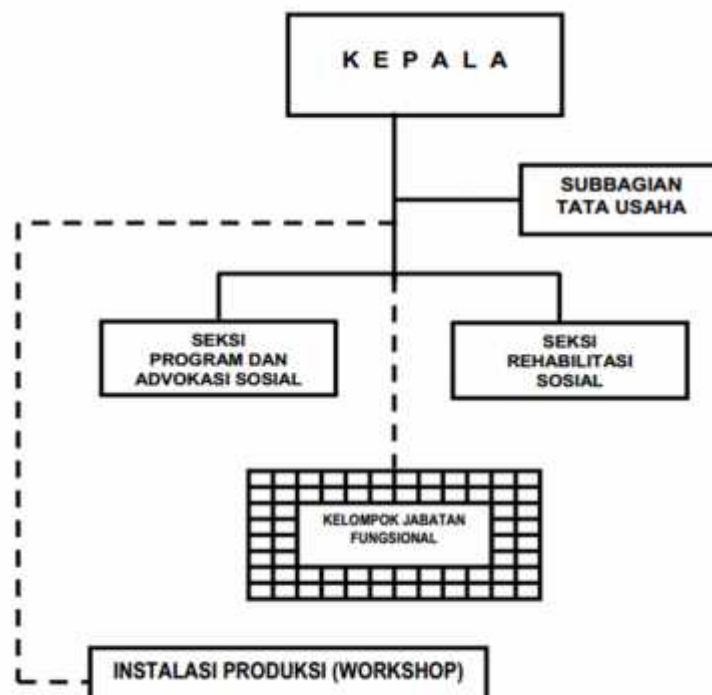 K E P A L A
SUBBAGIAN
TATA USAHA
SEKSI
PROGRAM DAN
ADVOKASI SOSIAL
SEKSI
REHABILITASI
SOSIAL
KELOMPOK JABATAN
FUNGSIONAL
INSTALASI PRODUKSI (WORKSHOP)